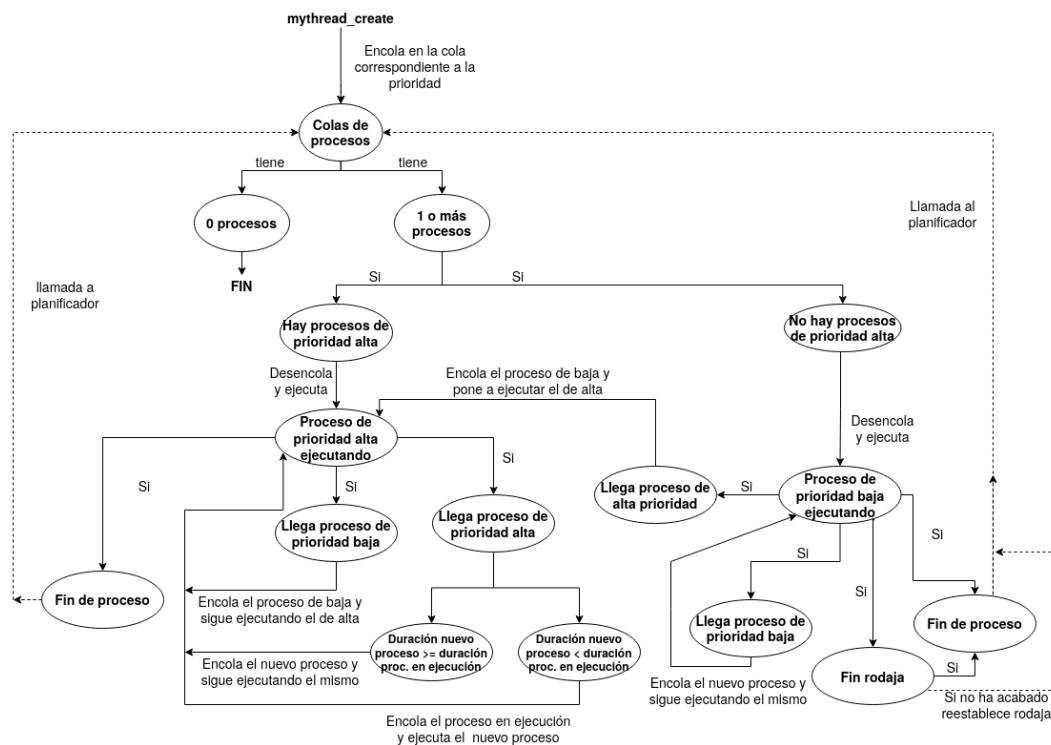 mythread_create
Encola en la cola
correspondiente a la
prioridad
Colas de
procesos
tiene
tiene
0 procesos
1 o más
procesos
Llamada al
planificador
FIN
Si
Si
llamada a
planificador
Hay procesos de
prioridad alta
No hay procesos
de prioridad alta
Desencola
y ejecuta
Encola el proceso de baja y
pone a ejecutar el de alta
Desencola
y ejecuta
Proceso de
prioridad alta
ejecutando
Si
Si
Si
Llega proceso de
prioridad baja
Llega proceso de
prioridad alta
Llega proceso de
alta prioridad
Si
Proceso de
prioridad baja
ejecutando
Si
Si
Si
Fin de proceso
Encola el proceso de baja y
sigue ejecutando el de alta
Duración nuevo
proceso >= duración
proc. en ejecución
Duración nuevo
proceso < duración
proc. en ejecución
Encola el nuevo proceso y
sigue ejecutando el mismo
Encola el proceso en ejecución
y ejecuta el nuevo proceso
Llega proceso de
prioridad baja
Encola el nuevo proceso y
sigue ejecutando el mismo
Fin de proceso
Fin rodaja
Si
Si no ha acabado
reestablece rodaja